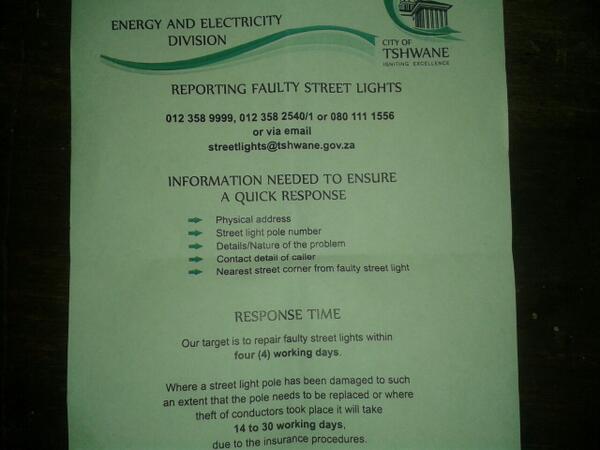 ENERGY AND ELECTRICITY
DIVISION
CITY OF
TSHWANE
IGNITING EXCELLENCE
REPORTING FAULTY STREET LIGHTS
012 358 9999, 012 358 2540/1 or 080 111 1556
or via email
streetlights@tshwane.gov.za
INFORMATION NEEDED TO ENSURE
A QUICK RESPONSE
Physical address
Street light pole number
Details/Nature of the problem
Contact detail of caller
Nearest street corner from faulty street light
RESPONSE TIME
Our target is to repair faulty street lights within
four (4) working days.
Where a street light pole has been damaged to such
an extent that the pole needs to be replaced or where
theft of conductors took place it will take
14 to 30 working days,
due to the insurance procedures.